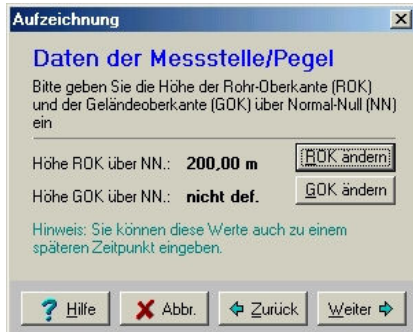 Aufzeichnung
Daten der Messstelle/Pegel
Bitte geben Sie die Höhe der Rohr-Oberkante (ROK)
und der Geländeoberkante (GOK) über Normal-Null (NN)
ein
Höhe ROK über NN.: 200,00 m
ROK ändern
Höhe GOK über NN.: nicht def.
GOK ändern
Hinweis: Sie können diese Werte auch zu einem
späteren Zeitpunkt eingeben.
? Hilfe
Abbr.
Zurück
Weiter